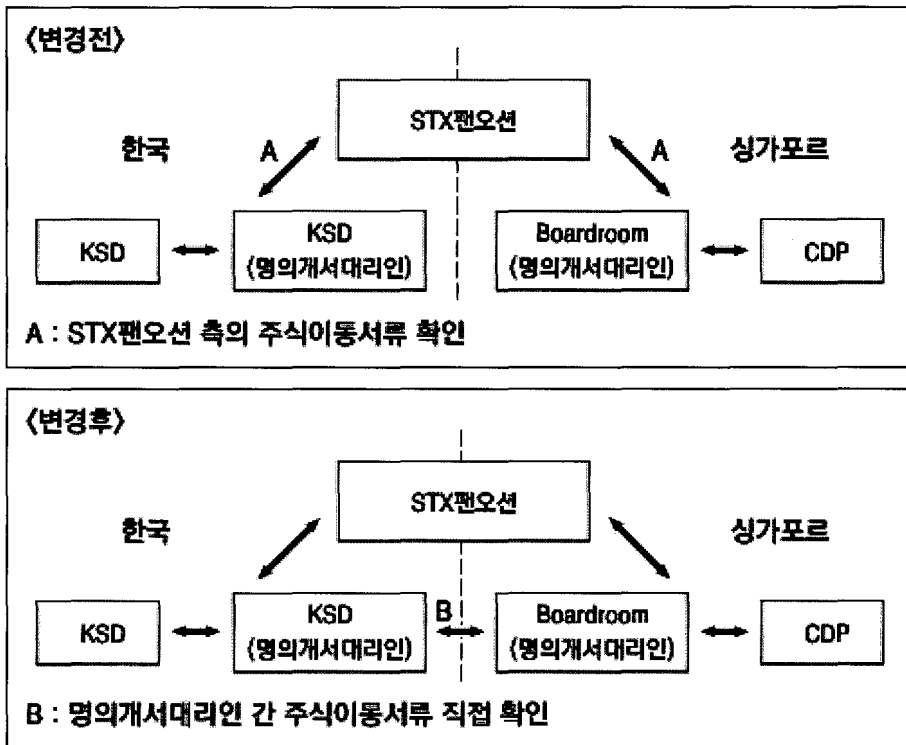 〈변경전〉
STX팬오션
한국
A
A
싱가포르
KSD
KSD
(명의개서대리인)
Boardroom
(명의개서대리인)
CDP
A : STX팬오션 측의 주식이동서류 확인
〈변경후〉
STX팬오션
한국
싱가포르
KSD
KSD
(명의개서대리인)
B
Boardroom
(명의개서대리인)
CDP
B : 명의개서대리인 간 주식이동서류 직접 확인